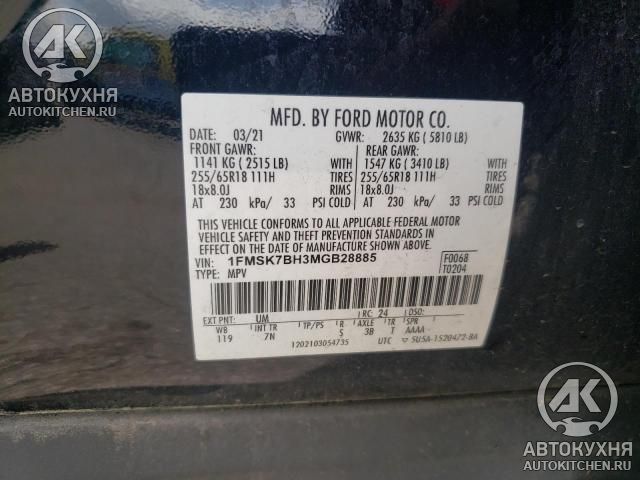 АВТОКУХНЯ
AUTOKITCHEN.RU
MFD. BY FORD MOTOR CO.
DATE: 03/21 GVWR: 2635 KG ( 5810 LB)
FRONT GAWR: REAR GAWR:
1141 KG ( 2515 LB) WITH 1547 KG ( 3410 LB) WITH
255/65R18 111H TIRES 255/65R18 111H TIRES
18x8.0J RIMS 18x8.0J RIMS
AT 230 kPa/ 33 PSI COLD AT 230 kPa/ 33 PSI COLD
THIS VEHICLE CONFORMS TO ALL APPLICABLE FEDERAL MOTOR
VEHICLE SAFETY AND THEFT PREVENTION STANDARDS IN
EFFECT ON THE DATE OF MANUFACTURE SHOWN ABOVE.
VIN: 1FMSK7BH3MGB28885 F0068
TYPE: MPV T0204
EXT PNT: UM RC: 24 DSO:
WB INT TR TP/PS R AXLE TR SPR
119 7N S 3B T AAAA
1202103054735 UTC 5U5A-1520472-BA
АК
АВТОКУХНЯ
AUTOKITCHEN.RU